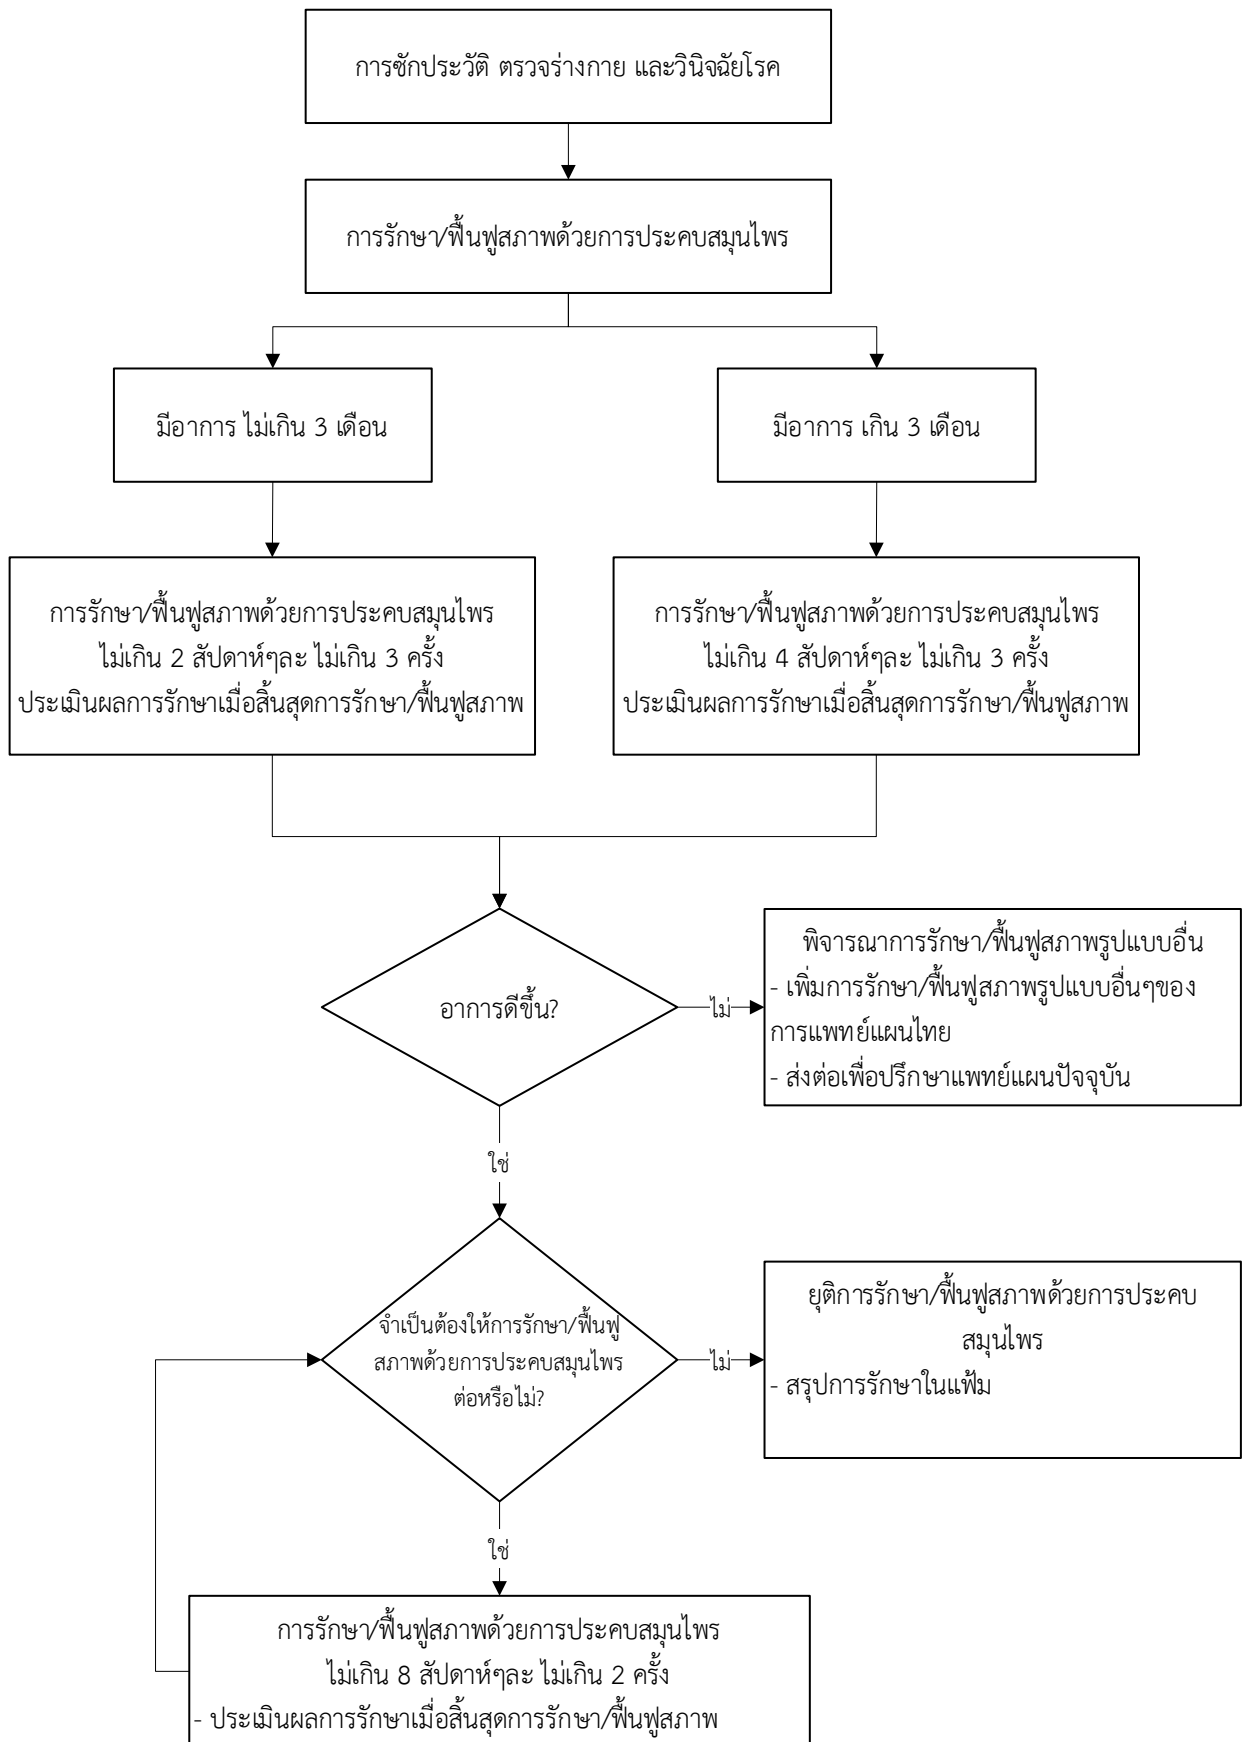 การซักประวัติ ตรวจร่างกาย และวินิจฉัยโรค
การรักษา/ฟื้นฟูสภาพด้วยการประคบสมุนไพร
มีอาการ ไม่เกิน 3 เดือน
มีอาการ เกิน 3 เดือน
การรักษา/ฟื้นฟูสภาพด้วยการประคบสมุนไพร
ไม่เกิน 2 สัปดาห์ๆละ ไม่เกิน 3 ครั้ง
ประเมินผลการรักษาเมื่อสิ้นสุดการรักษา/ฟื้นฟูสภาพ
การรักษา/ฟื้นฟูสภาพด้วยการประคบสมุนไพร
ไม่เกิน 4 สัปดาห์ๆละ ไม่เกิน 3 ครั้ง
ประเมินผลการรักษาเมื่อสิ้นสุดการรักษา/ฟื้นฟูสภาพ
อาการดีขึ้น?
ไม่
พิจารณาการรักษา/ฟื้นฟูสภาพรูปแบบอื่น
- เพิ่มการรักษา/ฟื้นฟูสภาพรูปแบบอื่นๆของ
การแพทย์แผนไทย
- ส่งต่อเพื่อปรึกษาแพทย์แผนปัจจุบัน
ใช่
จำเป็นต้องให้การรักษา/ฟื้นฟู
สภาพด้วยการประคบสมุนไพร
ต่อหรือไม่?
ไม่
ยุติการรักษา/ฟื้นฟูสภาพด้วยการประคบ
สมุนไพร
- สรุปการรักษาในแฟ้ม
ใช่
การรักษา/ฟื้นฟูสภาพด้วยการประคบสมุนไพร
ไม่เกิน 8 สัปดาห์ๆละ ไม่เกิน 2 ครั้ง
- ประเมินผลการรักษาเมื่อสิ้นสุดการรักษา/ฟื้นฟูสภาพ